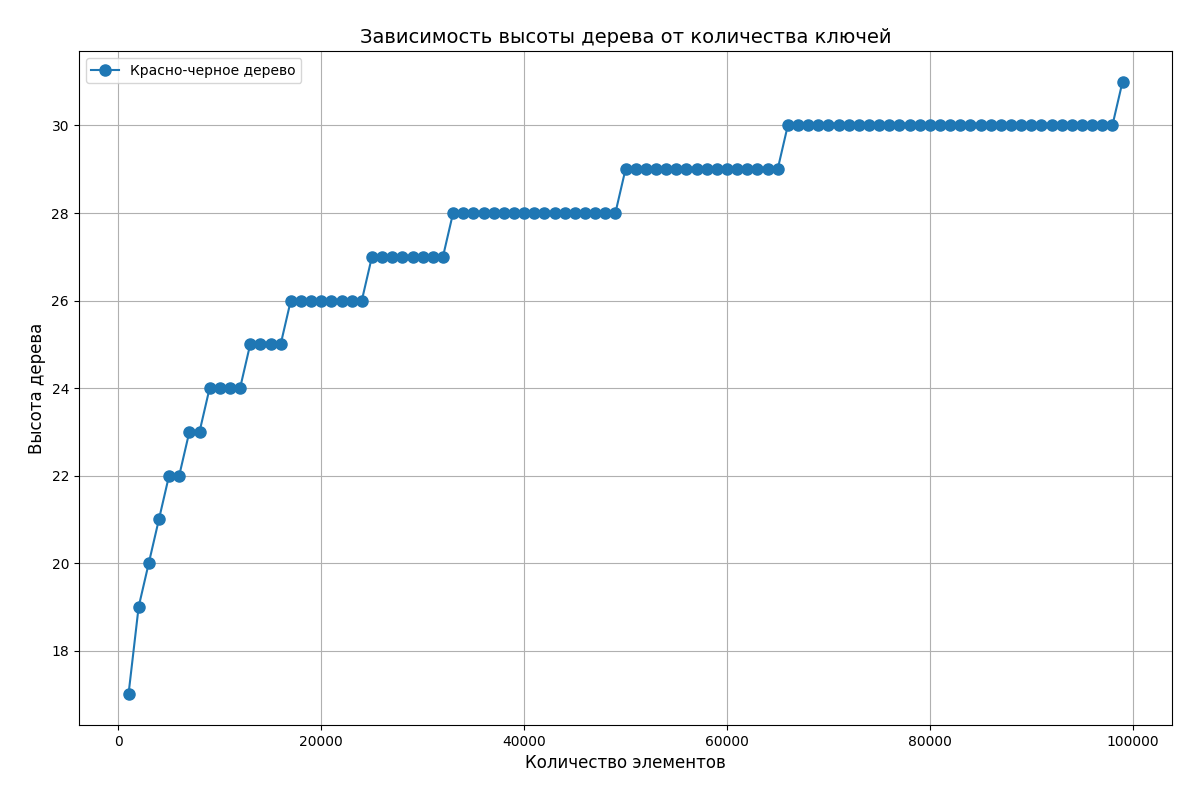 Зависимость высоты дерева от количества ключей
Красно-черное дерево
Высота дерева
30
28
26
24
22
20
18
0 20000 40000 60000 80000 100000
Количество элементов